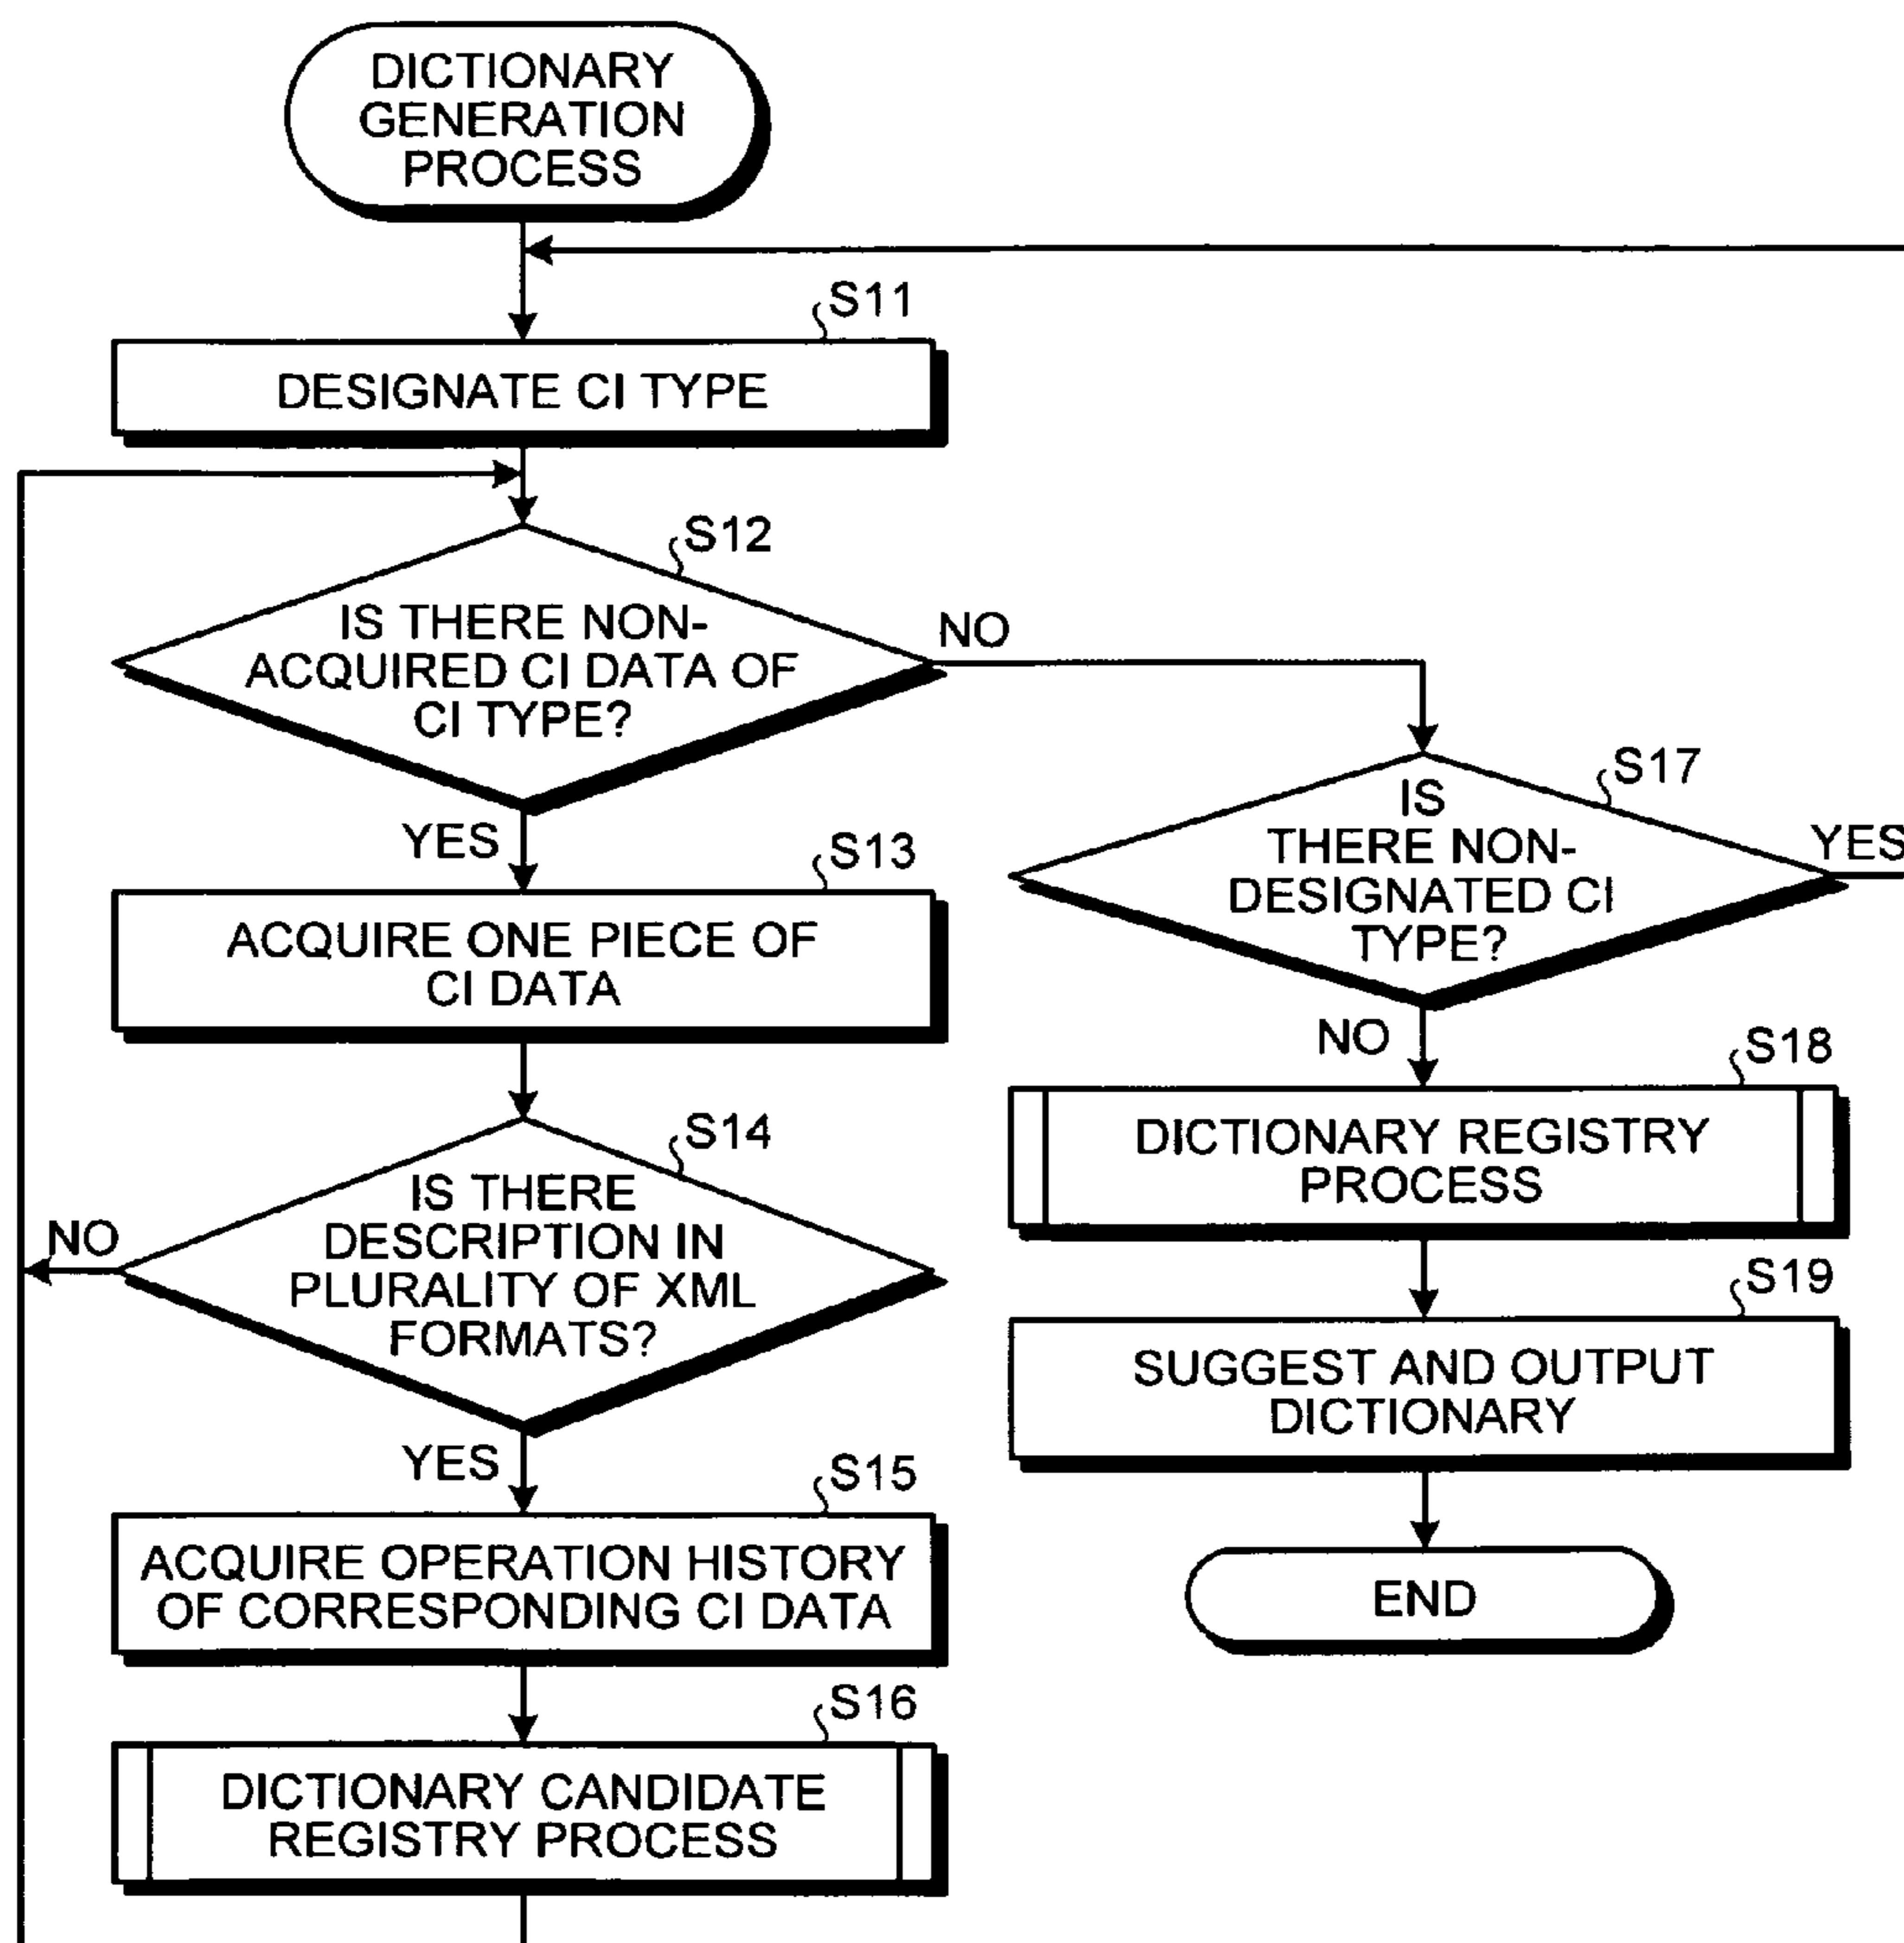 DICTIONARY
GENERATION
PROCESS
S11
DESIGNATE CI TYPE
S12
IS THERE NON-
ACQUIRED CI DATA OF
CI TYPE?
NO
YES
S13
ACQUIRE ONE PIECE OF
CI DATA
S14
IS THERE
DESCRIPTION IN
PLURALITY OF XML
FORMATS?
NO
YES
S15
ACQUIRE OPERATION HISTORY
OF CORRESPONDING CI DATA
S16
DICTIONARY CANDIDATE
REGISTRY PROCESS
S17
IS
THERE NON-
DESIGNATED CI
TYPE?
YES
NO
S18
DICTIONARY REGISTRY
PROCESS
S19
SUGGEST AND OUTPUT
DICTIONARY
END